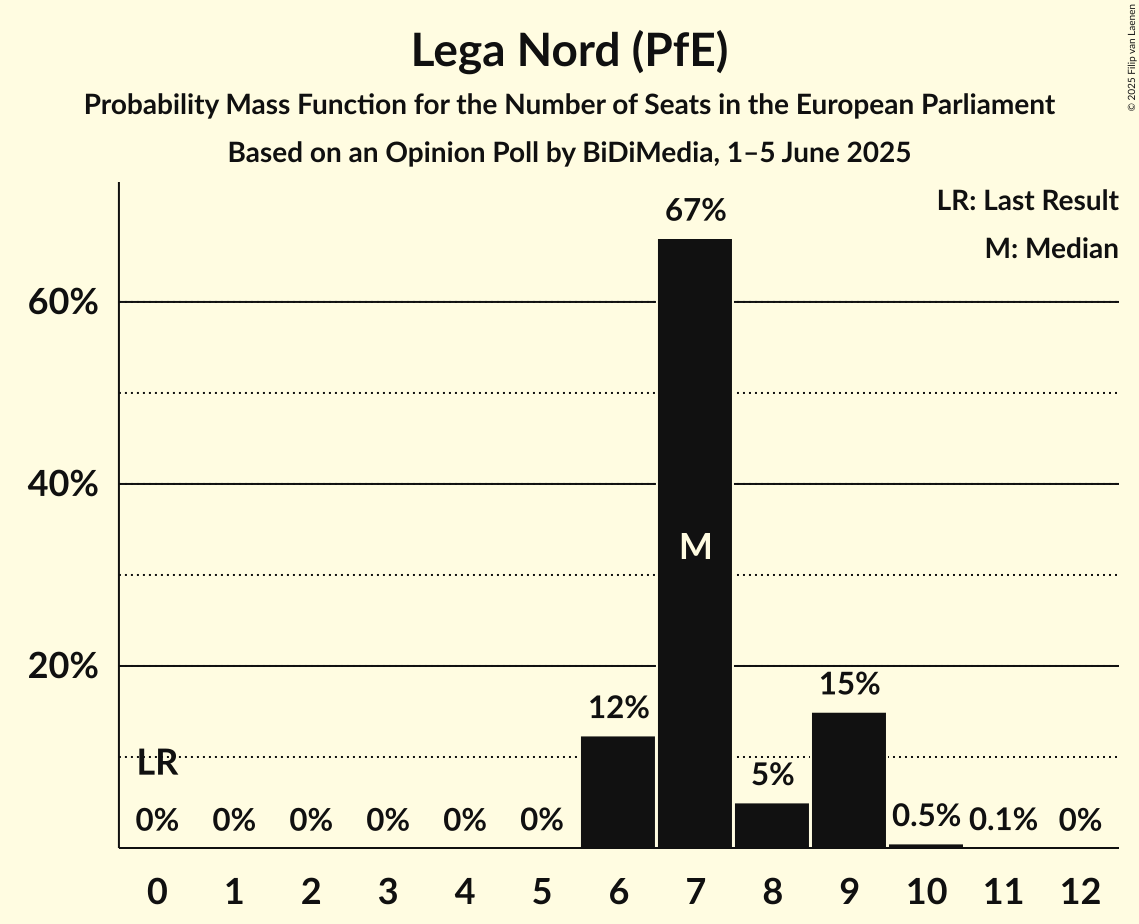 Lega Nord (PfE)
Probability Mass Function for the Number of Seats in the European Parliament
Based on an Opinion Poll by BiDiMedia, 1–5 June 2025
© 2025 Filip van Laenen
LR: Last Result
M: Median
60%
40%
20%
67%
M
15%
12%
5%
LR
0% 0% 0% 0% 0% 0% 0.5% 0.1% 0%
0 1 2 3 4 5 6 7 8 9 10 11 12